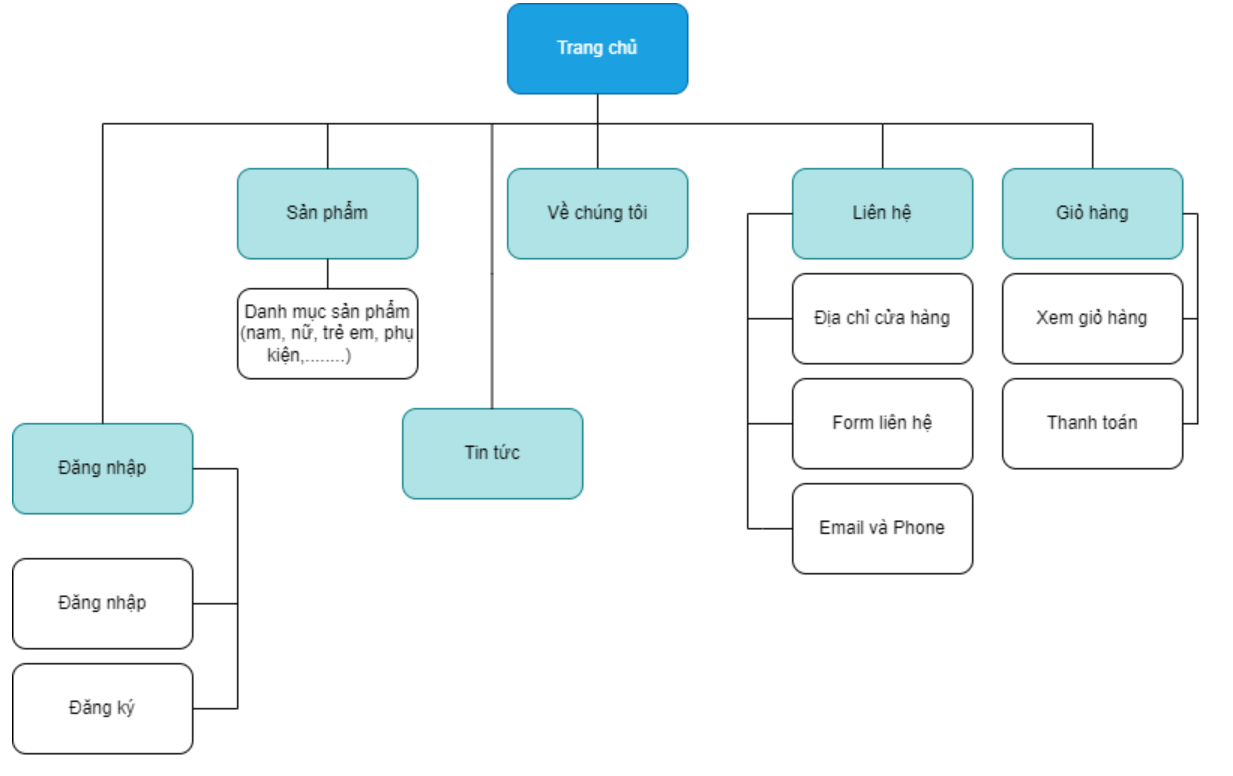 Trang chủ
Sản phẩm
Về chúng tôi
Liên hệ
Giỏ hàng
Danh mục sản phẩm
(nam, nữ, trẻ em, phụ
kiện,........)
Địa chỉ cửa hàng
Xem giỏ hàng
Form liên hệ
Thanh toán
Tin tức
Đăng nhập
Email và Phone
Đăng nhập
Đăng ký